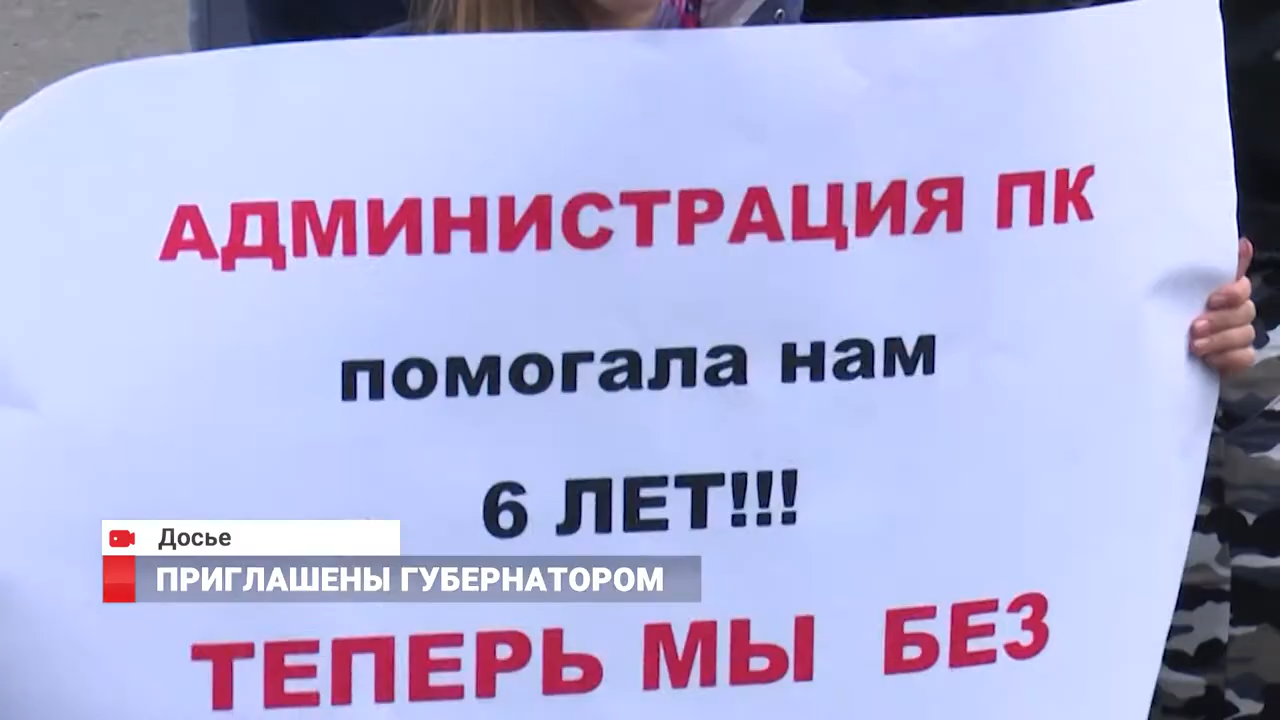 АДМИНИСТРАЦИЯ ПК
помогала нам
6 ЛЕТ!!!
Досье
ПРИГЛАШЕНЫ ГУБЕРНАТОРОМ
ТЕПЕРЬ МЫ БЕЗ